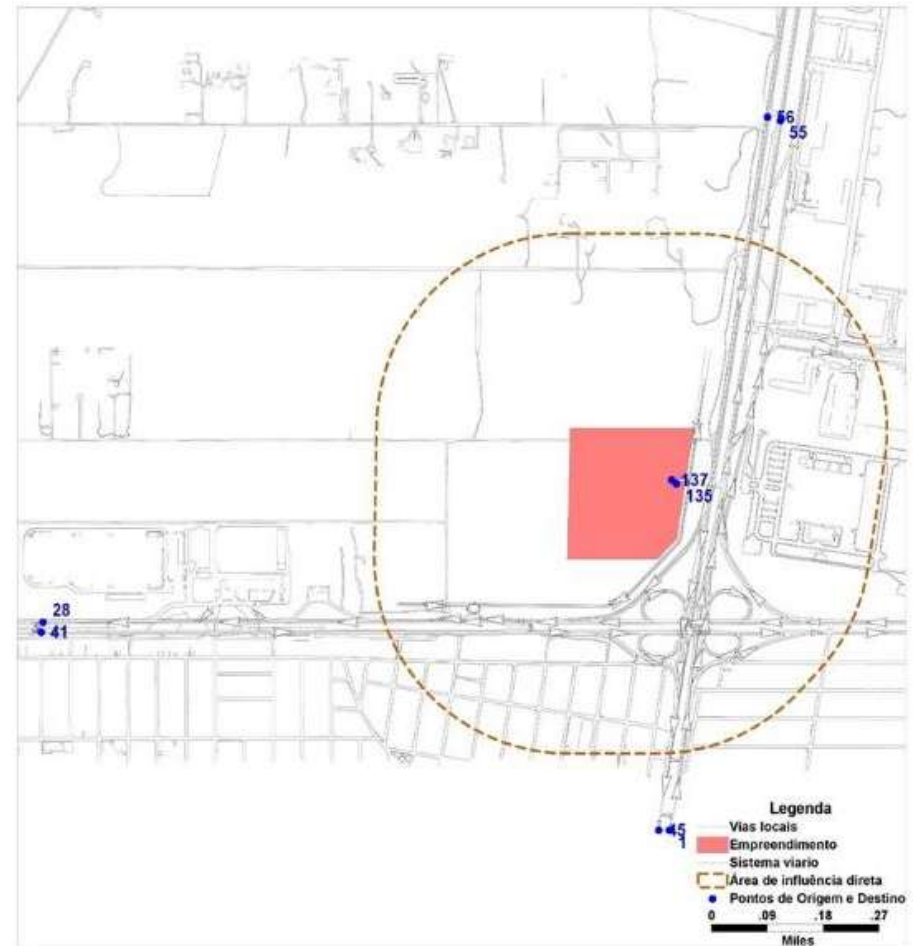 56
55
137
135
28
41
45
1
Legenda
Vias locais
Empreendimento
Sistema viario
Área de influência direta
Pontos de Origem e Destino
0 .09 .18 .27
Miles